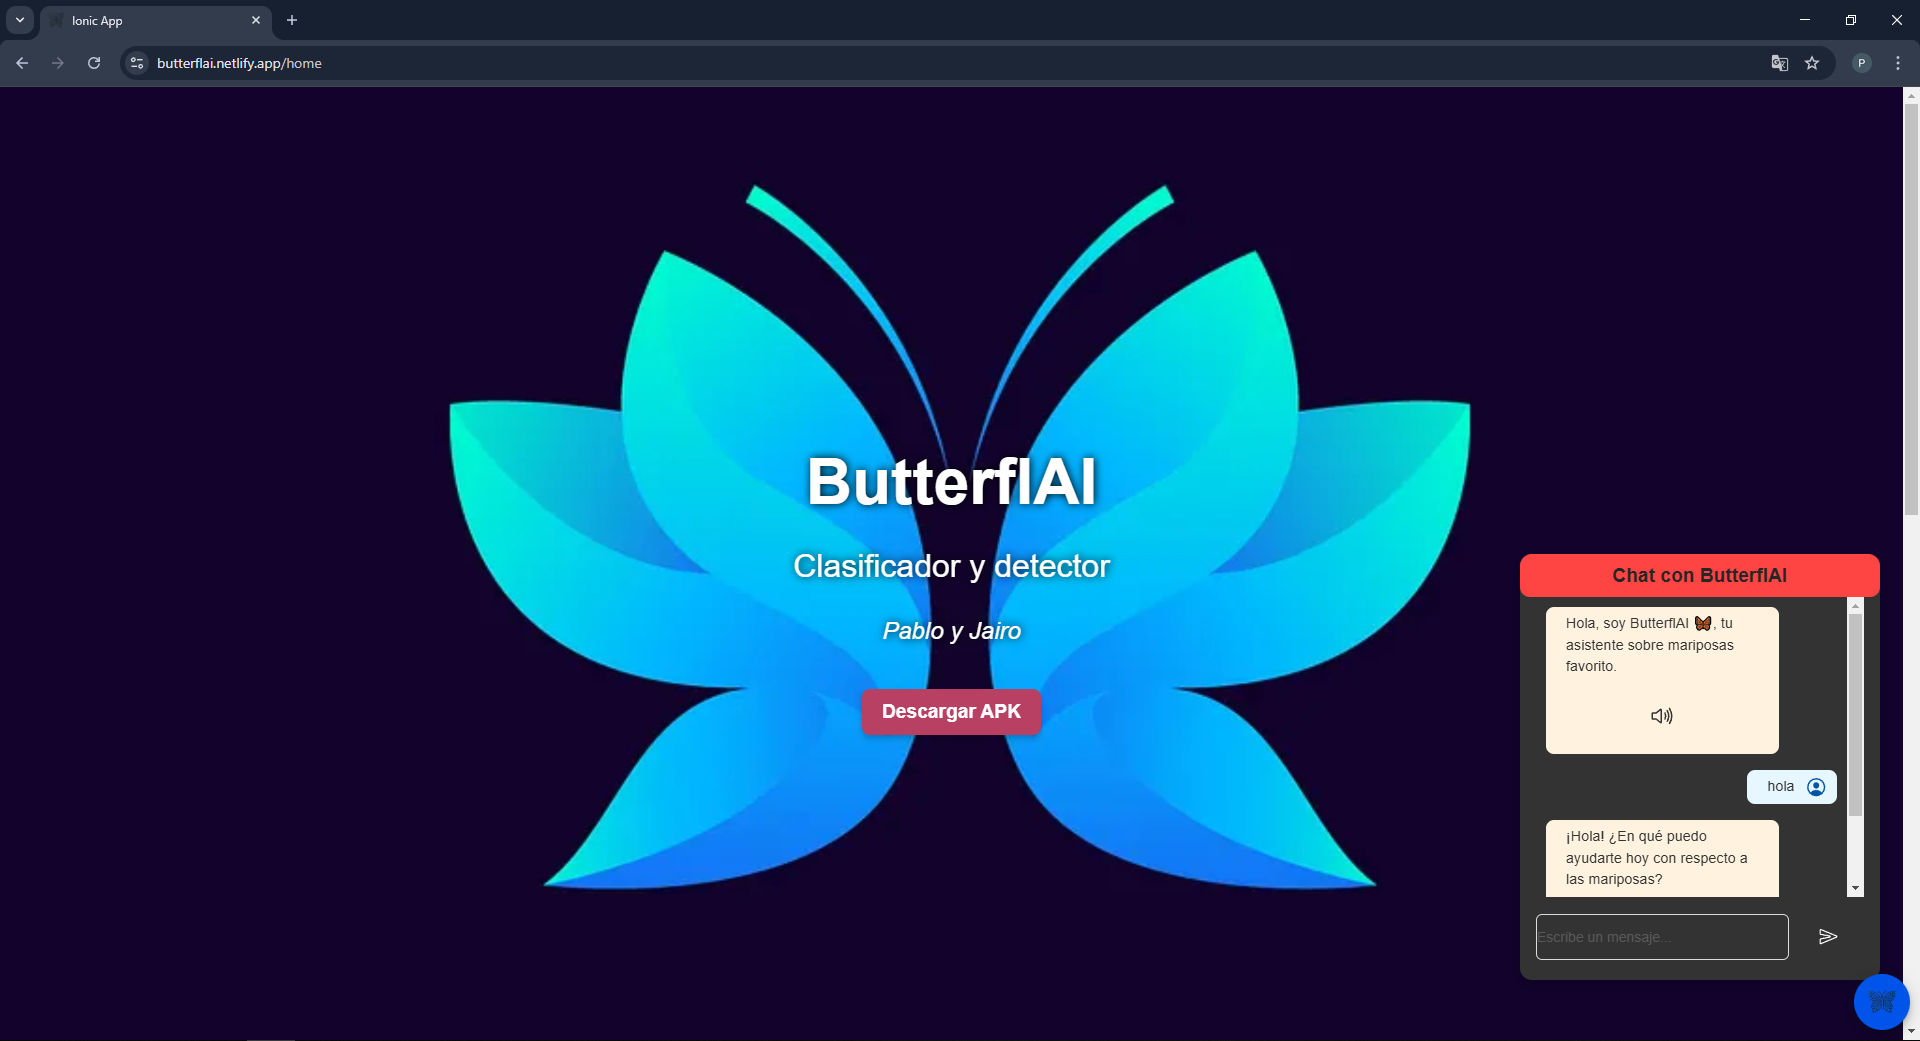 Ionic App
butterflai.netlify.app/home
P
ButterflAI
Clasificador y detector
Pablo y Jairo
Descargar APK
Chat con ButterflAI
Hola, soy ButterflAI 🦋, tu
asistente sobre mariposas
favorito.
hola
¡Hola! ¿En qué puedo
ayudarte hoy con respecto a
las mariposas?
Escribe un mensaje...